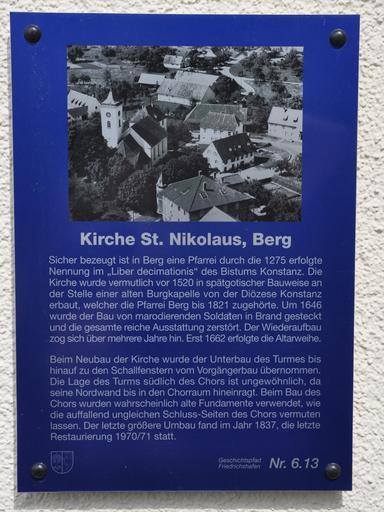 Kirche St. Nikolaus, Berg
Sicher bezeugt ist in Berg eine Pfarrei durch die 1275 erfolgte
Nennung im „Liber decimationis“ des Bistums Konstanz. Die
Kirche wurde vermutlich vor 1520 in spätgotischer Bauweise an
der Stelle einer alten Burgkapelle von der Diözese Konstanz
erbaut, welcher die Pfarrei Berg bis 1821 zugehörte. Um 1646
wurde der Bau von marodierenden Soldaten in Brand gesteckt
und die gesamte reiche Ausstattung zerstört. Der Wiederaufbau
zog sich über mehrere Jahre hin. Erst 1662 erfolgte die Altarweihe.
Beim Neubau der Kirche wurde der Unterbau des Turmes bis
hinauf zu den Schallfenstern vom Vorgängerbau übernommen.
Die Lage des Turms südlich des Chors ist ungewöhnlich, da
seine Nordwand bis in den Chorraum hineinragt. Beim Bau des
Chors wurden wahrscheinlich alte Fundamente verwendet, wie
die auffallend ungleichen Schluss-Seiten des Chors vermuten
lassen. Der letzte größere Umbau fand im Jahr 1837, die letzte
Restaurierung 1970/71 statt.
Geschichtspfad
Friedrichshafen
Nr. 6.13